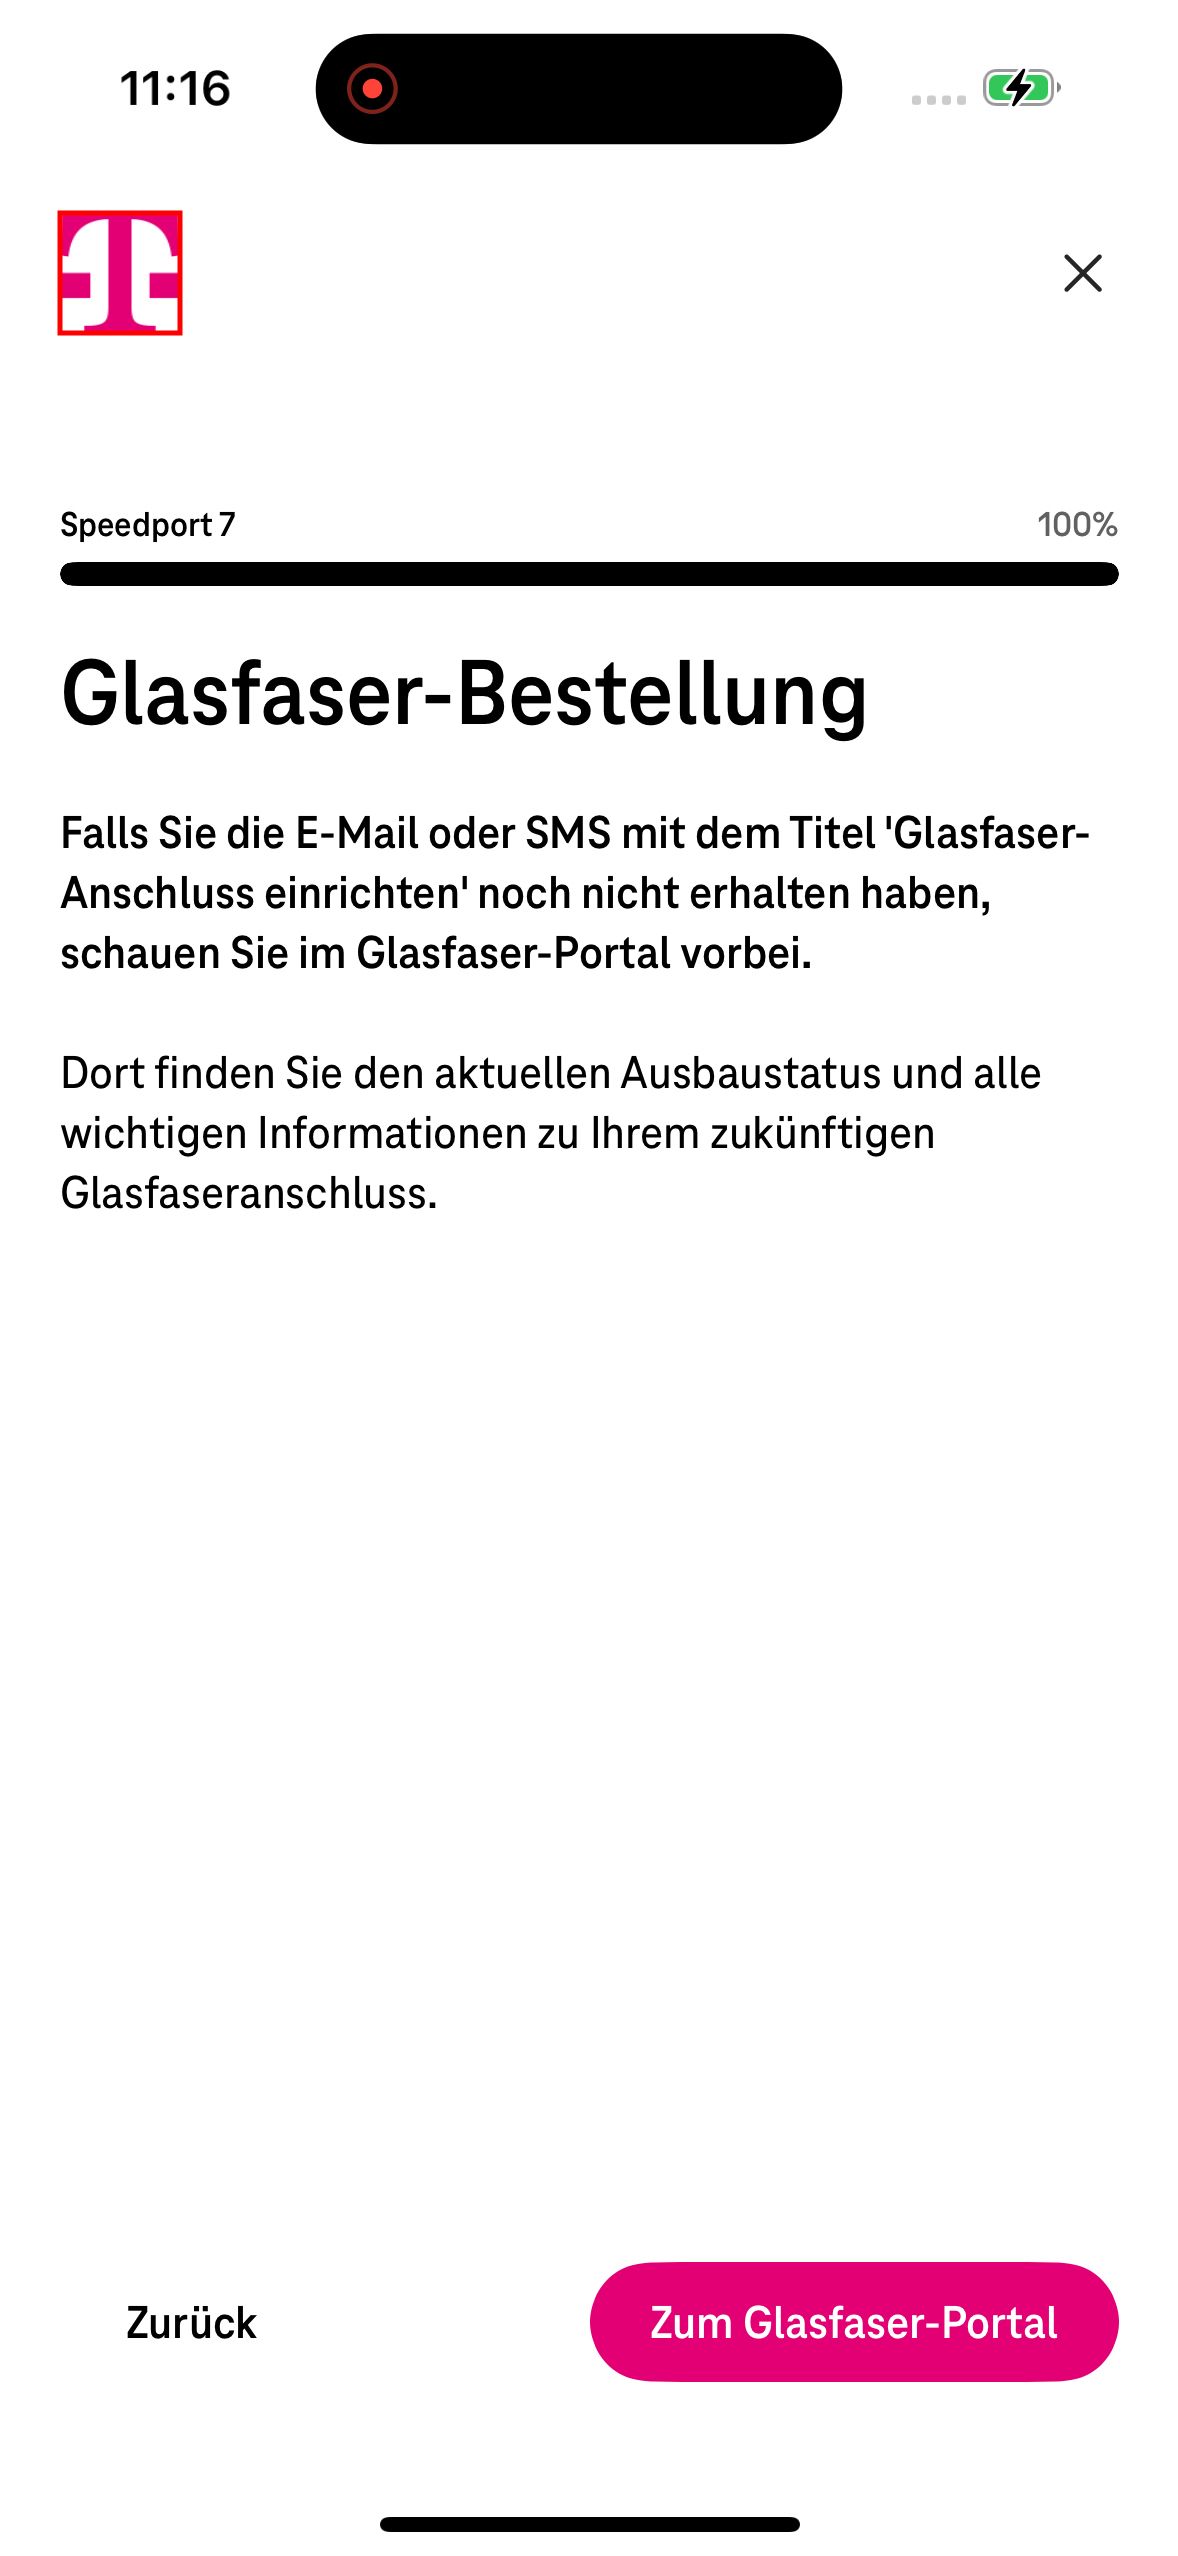 11:16
T
Speedport 7
100%
Glasfaser-Bestellung
Falls Sie die E-Mail oder SMS mit dem Titel 'Glasfaser-
Anschluss einrichten' noch nicht erhalten haben,
schauen Sie im Glasfaser-Portal vorbei.
Dort finden Sie den aktuellen Ausbaustatus und alle
wichtigen Informationen zu Ihrem zukünftigen
Glasfaseranschluss.
Zurück
Zum Glasfaser-Portal